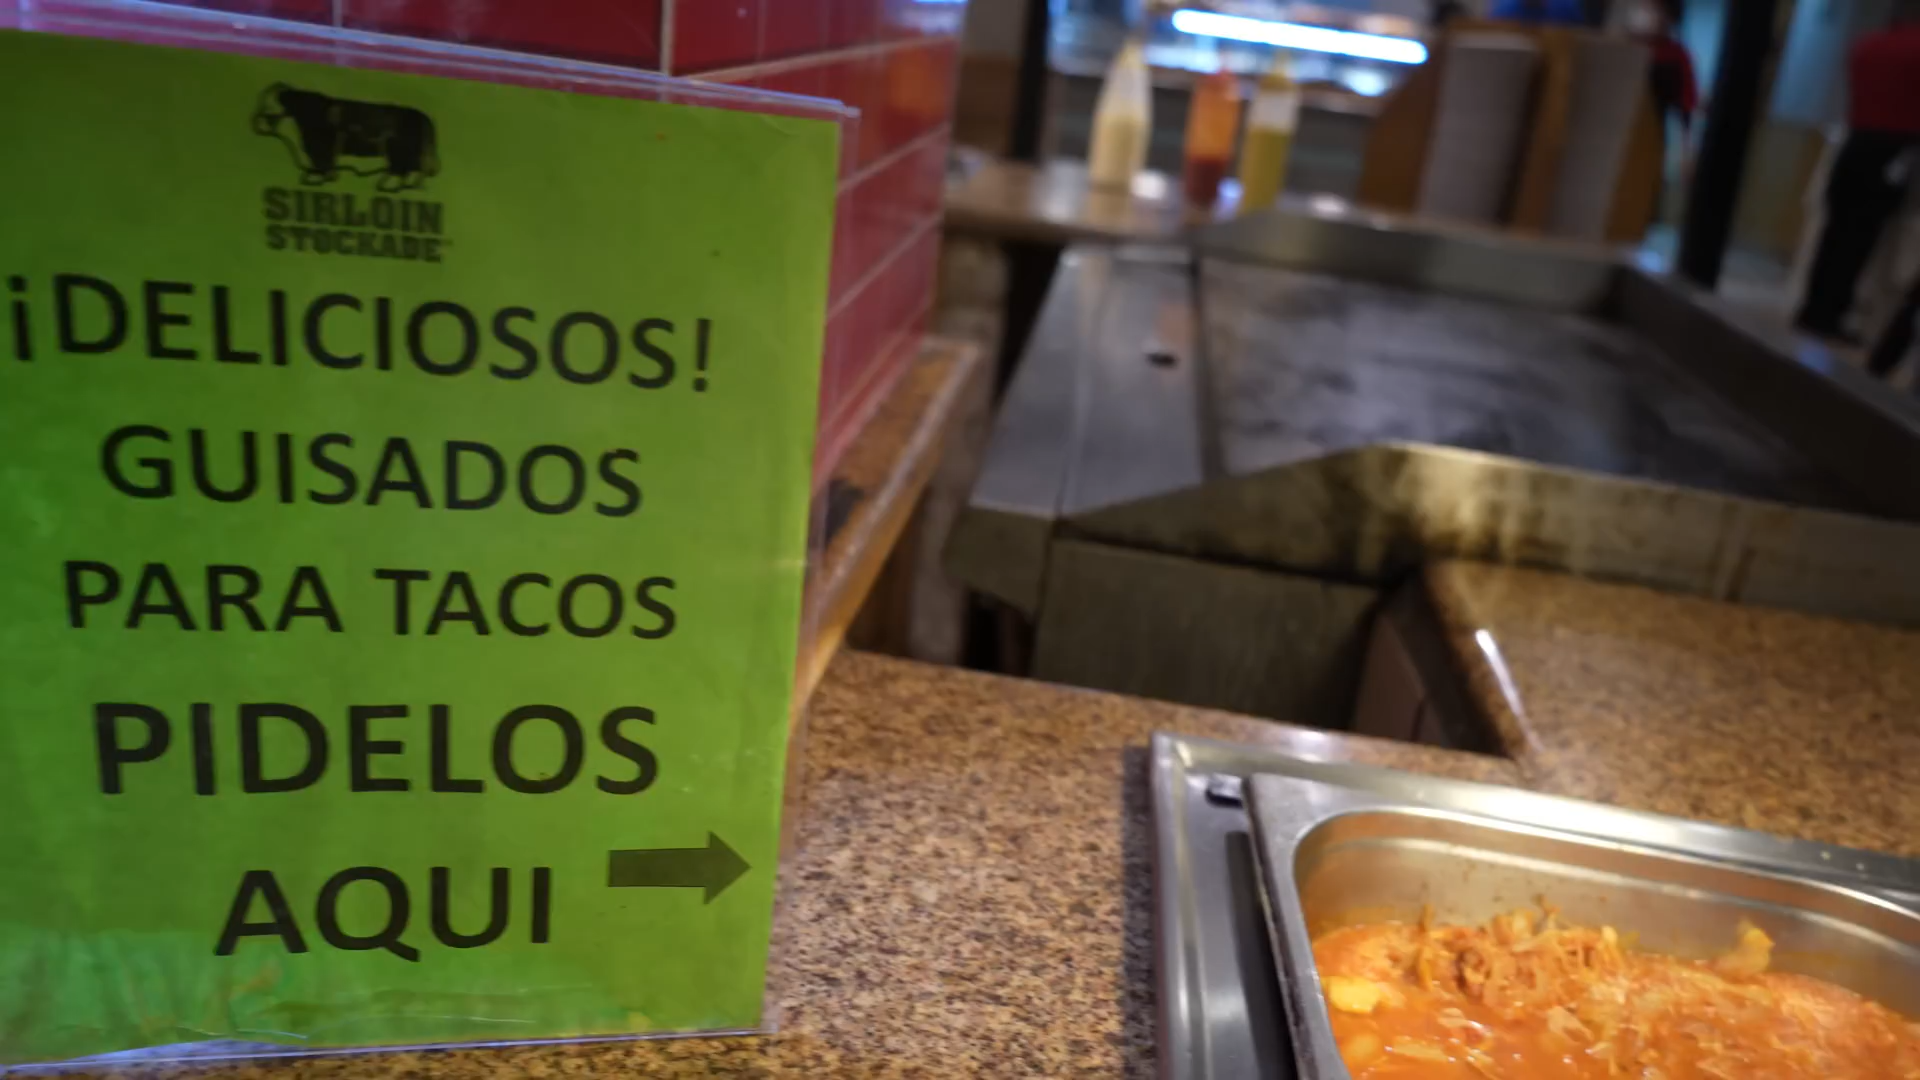 SIRLOIN
STOCKADE
¡DELICIOSOS!
GUISADOS
PARA TACOS
PIDELOS
AQUI